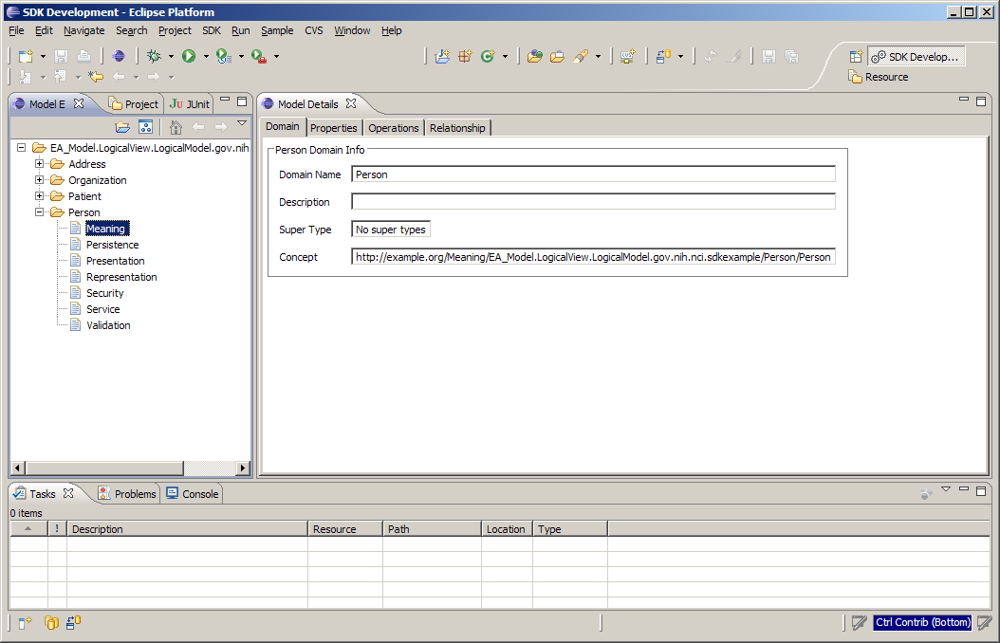 SDK Development - Eclipse Platform
File Edit Navigate Search Project SDK Run Sample CVS Window Help
SDK Develop...
Resource
Model E Project JUnit
EA_Model.LogicalView.LogicalModel.gov.nih
Address
Organization
Patient
Person
Meaning
Persistence
Presentation
Representation
Security
Service
Validation
Model Details
Domain Properties Operations Relationship
Person Domain Info
Domain Name Person
Description
Super Type No super types
Concept http://example.org/Meaning/EA_Model.LogicalView.LogicalModel.gov.nih.nci.sdkexample/Person/Person
Tasks Problems Console
0 items
! Description Resource Path Location Type
Ctrl Contrib (Bottom)